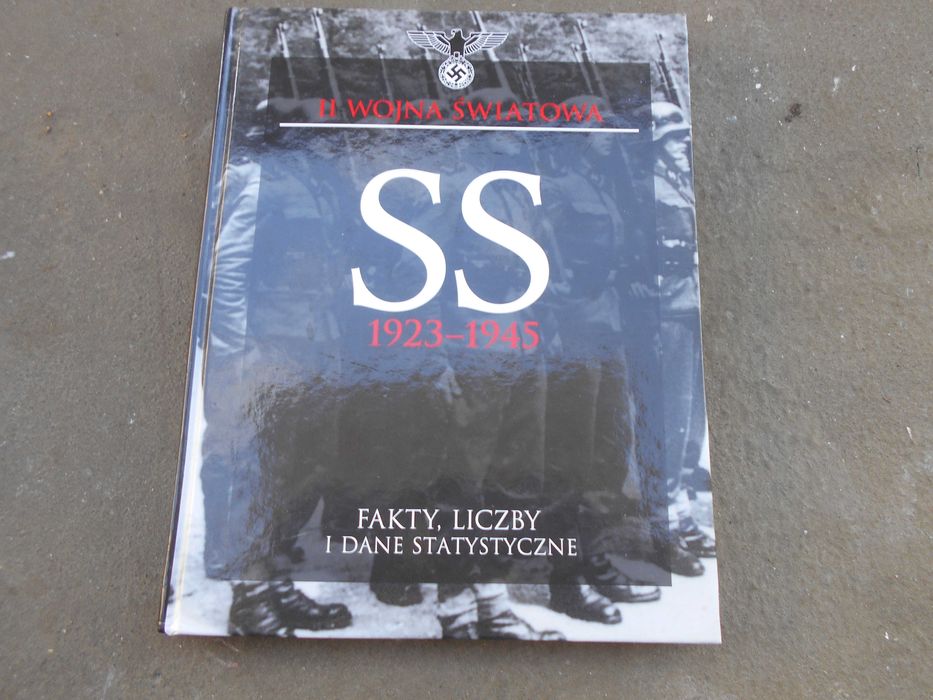 II WOJNA ŚWIATOWA
SS
1923–1945
FAKTY, LICZBY
I DANE STATYSTYCZNE